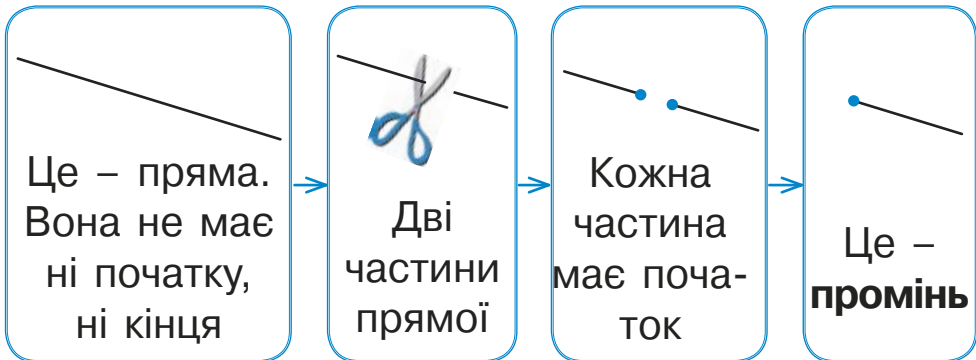 Це – пряма.
Вона не має
ні початку,
ні кінця
Дві
частини
прямої
Кожна
частина
має поча-
ток
Це –
промінь